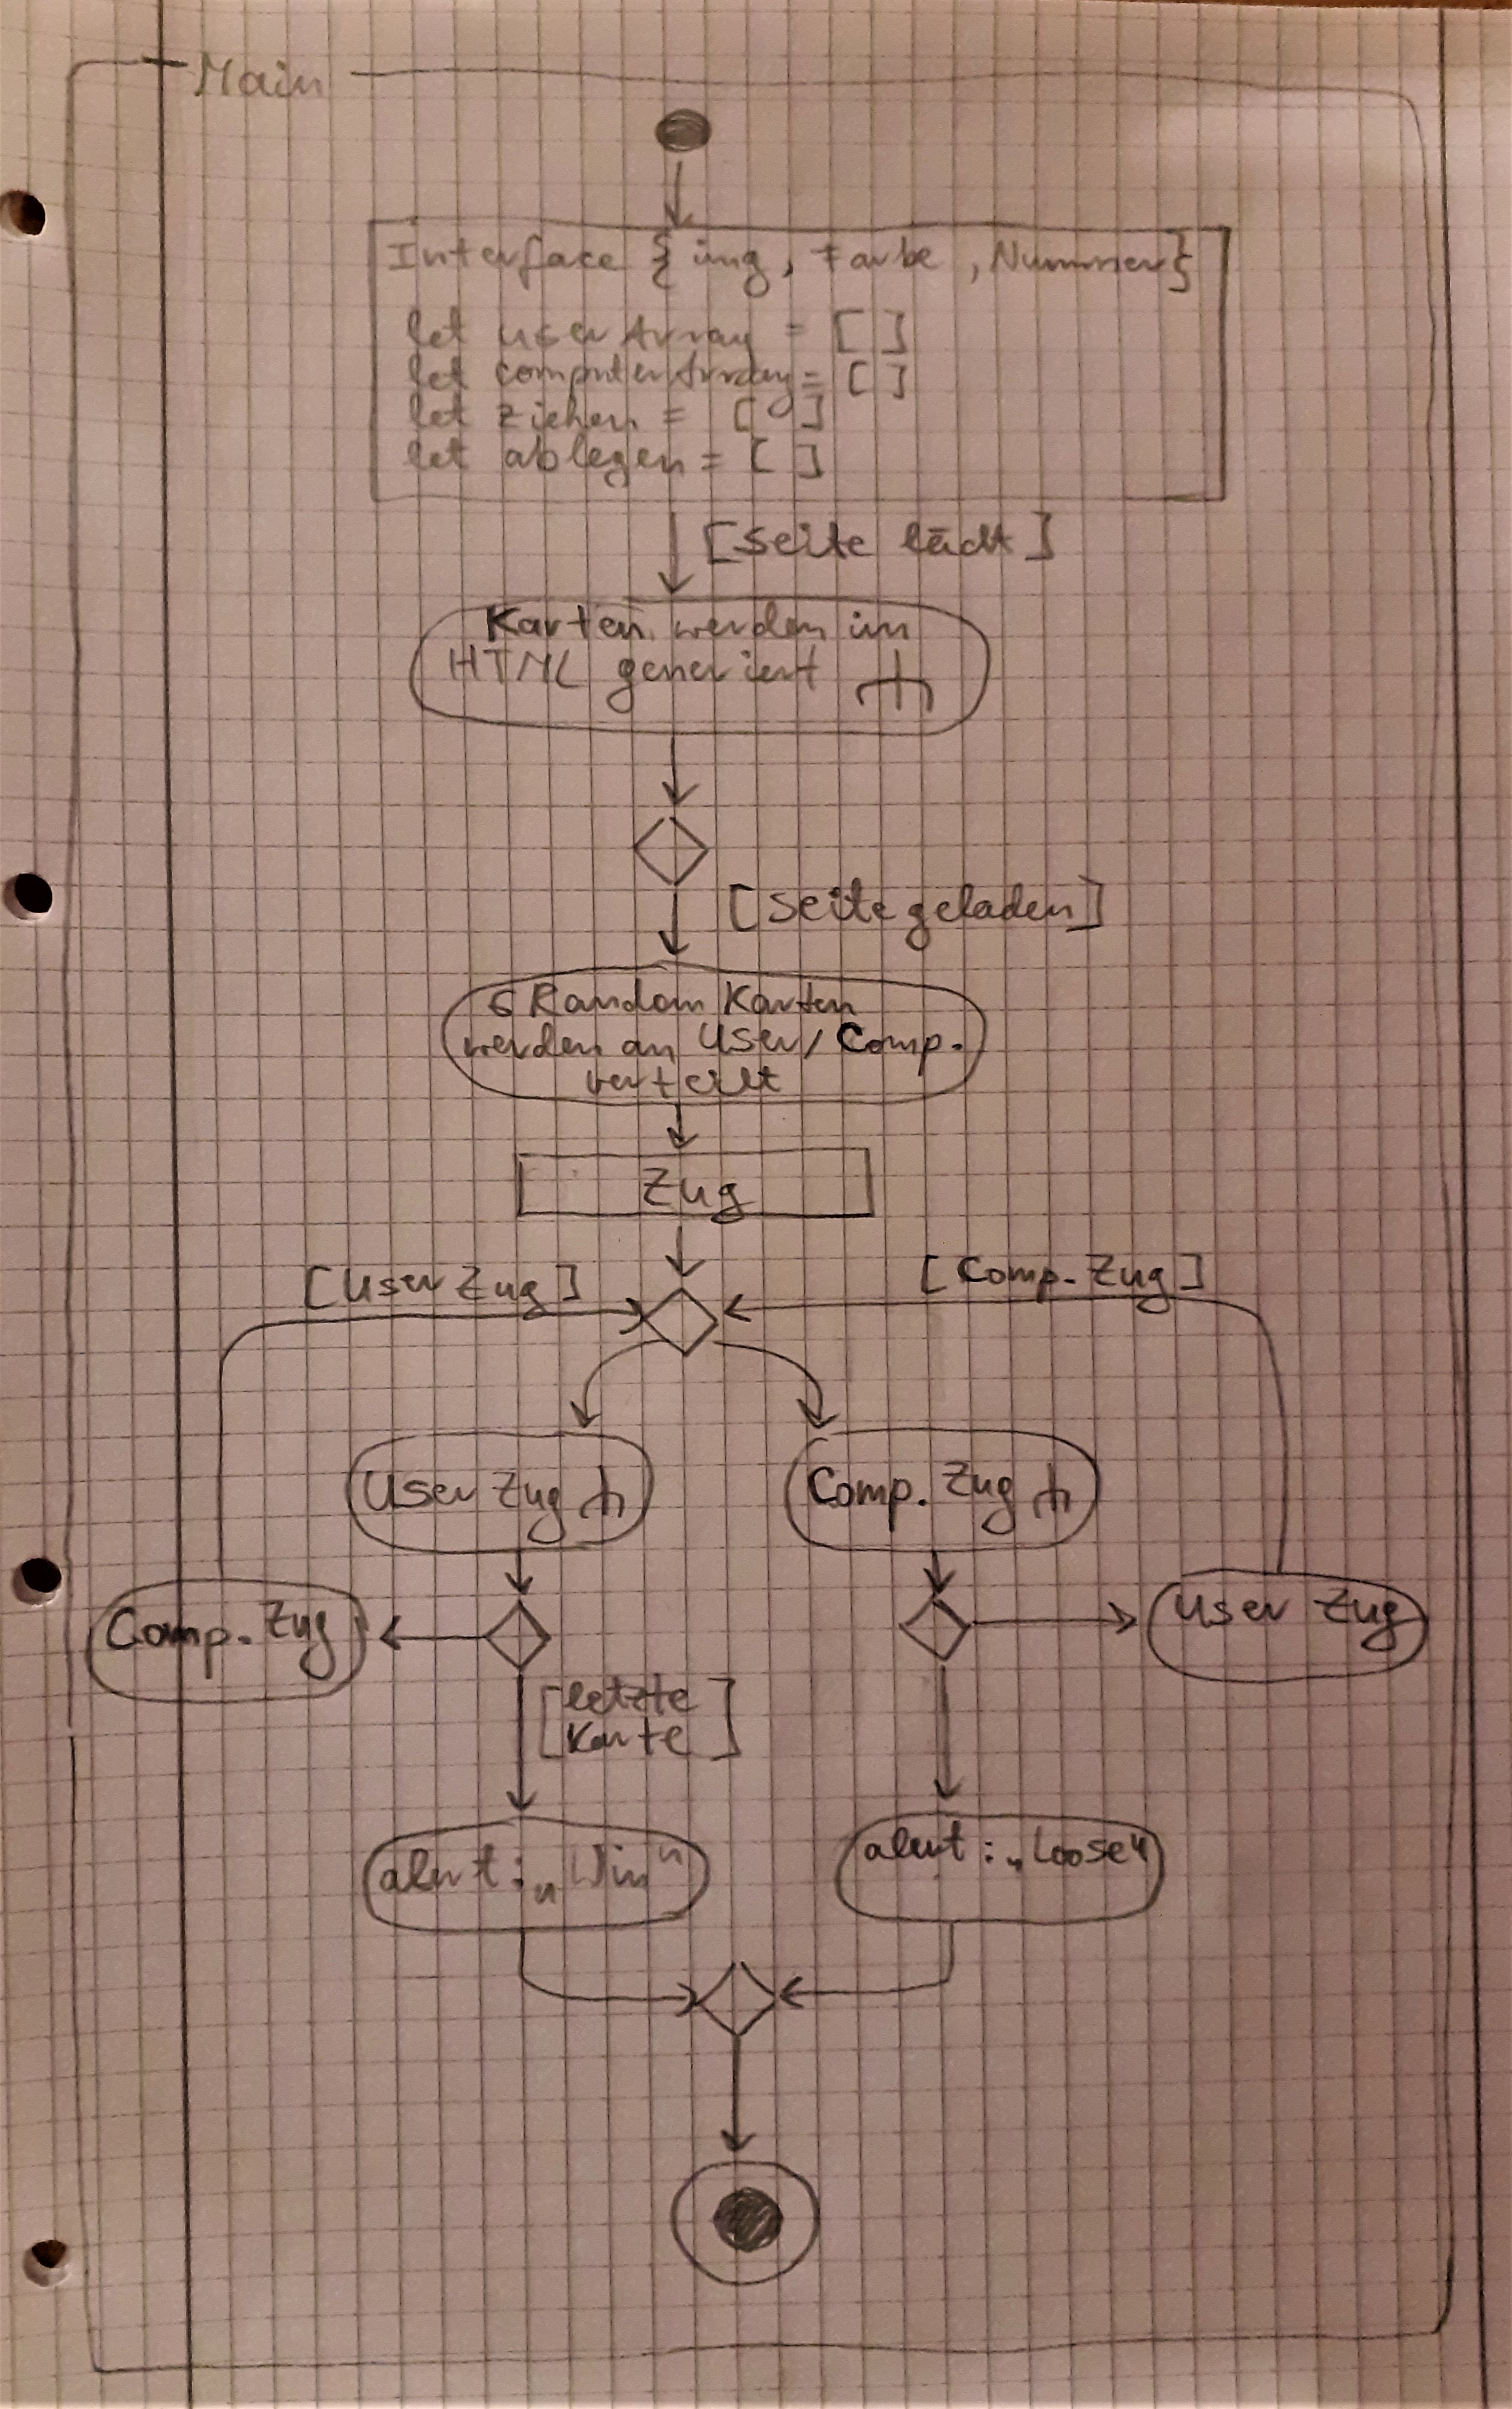 Main
Interface { img, Farbe, Nummer}
let userArray = [ ]
let computerArray = [ ]
let ziehen = [ ]
let ablegen = [ ]
[Seite lädt]
Karten werden im
HTML generiert
[Seite geladen]
6 Random Karten
werden an User/Comp.
verteilt
Zug
[User Zug]
[Comp. Zug]
User Zug
Comp. Zug
Comp. Zug
User Zug
[letzte
Karte]
alert: „Win"
alert: „Loose"